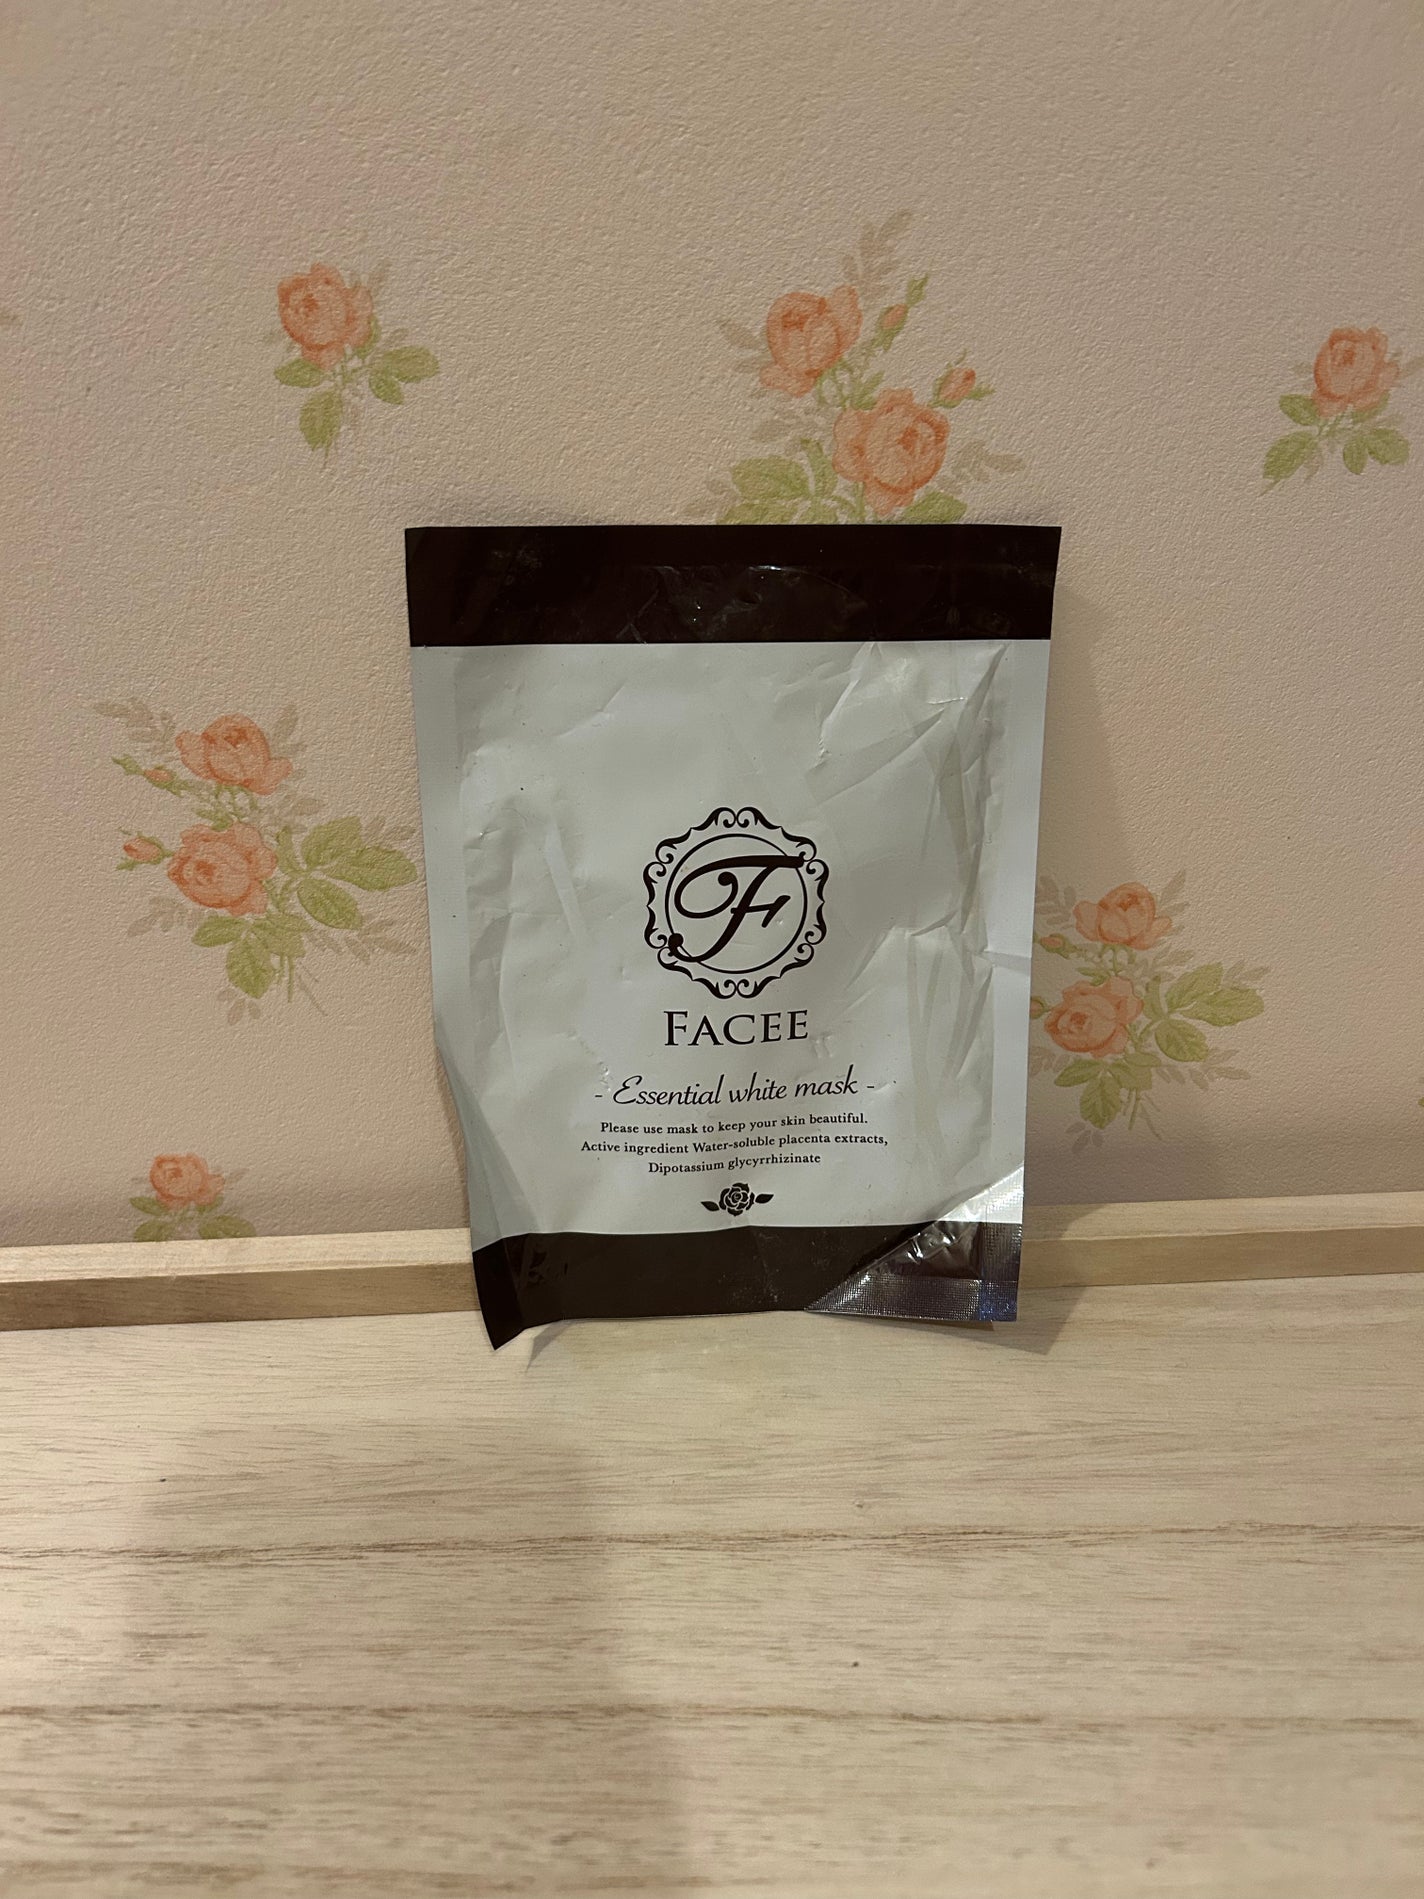 F
FACEE
- Essential white mask -
Please use mask to keep your skin beautiful.
Active ingredient Water-soluble placenta extracts,
Dipotassium glycyrrhizinate